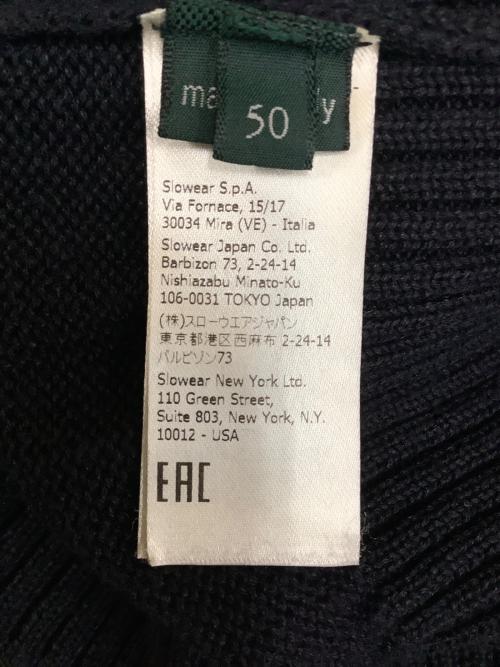 50
Slowear S.p.A.
Via Fornace, 15/17
30034 Mira (VE) - Italia
Slowear Japan Co. Ltd.
Barbizon 73, 2-24-14
Nishiazabu Minato-Ku
106-0031 TOKYO Japan
(株)スローウエアジャパン
東京都港区西麻布 2-24-14
バルビゾン73
Slowear New York Ltd.
110 Green Street,
Suite 803, New York, N.Y.
10012 - USA
EAC